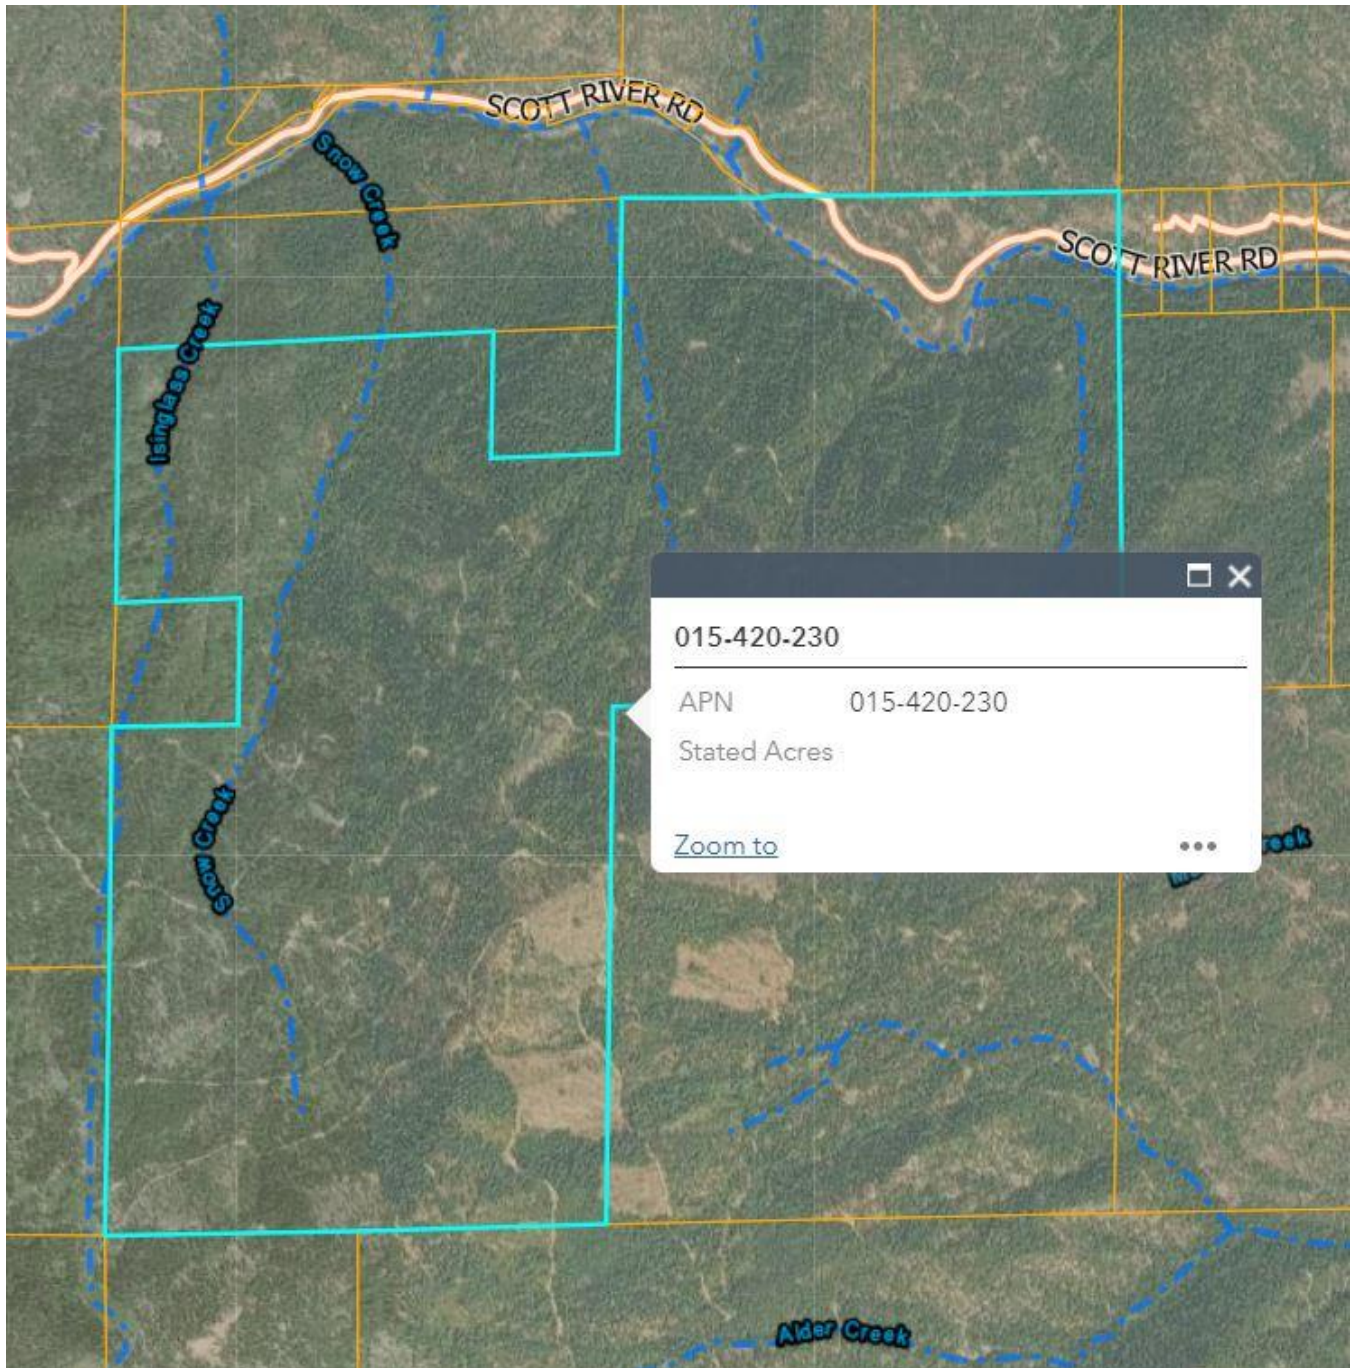 SCOTT RIVER RD
Snow Creek
SCOTT RIVER RD
Isinglass Creek
015-420-230
APN 015-420-230
Stated Acres
Zoom to
Snow Creek
reek
Alder Creek